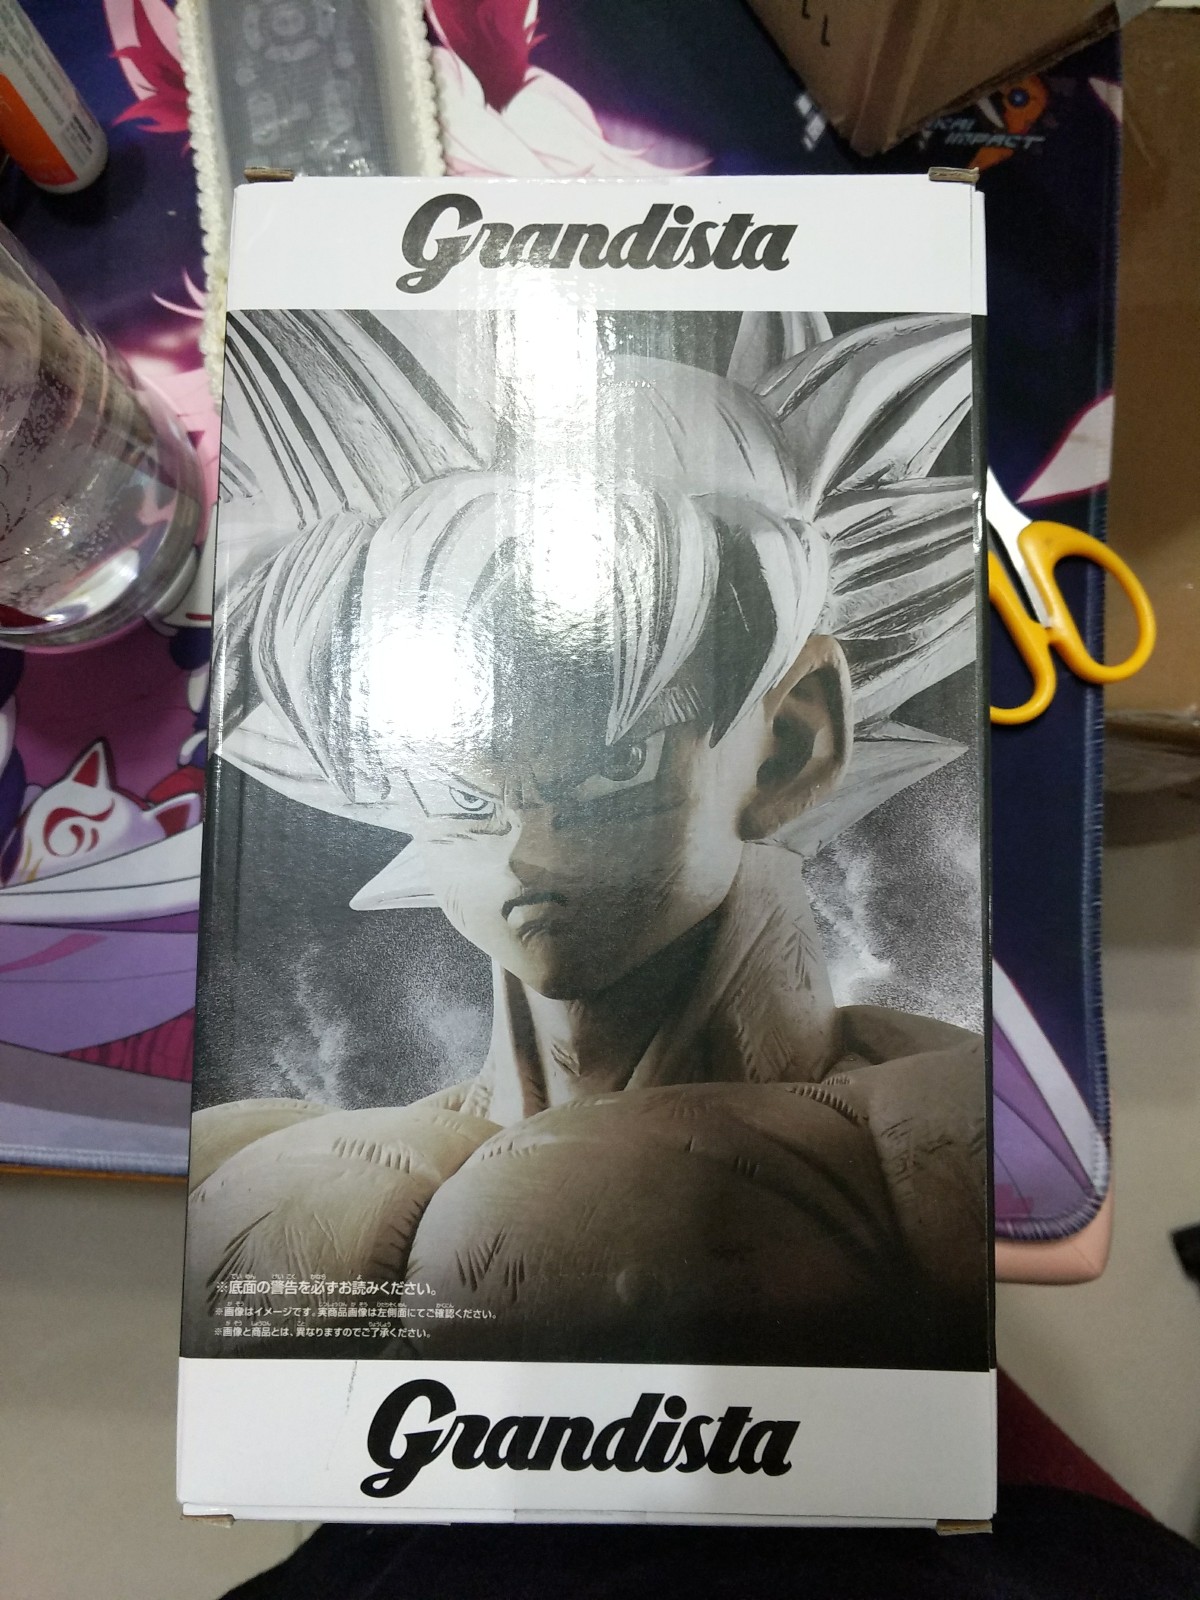 LL
IMPACT
Grandista
※底面の警告を必ずお読みください。
※画像はイメージです。実商品画像は左側面にてご確認ください。
※画像と商品とは、異なりますのでご了承ください。
Grandista